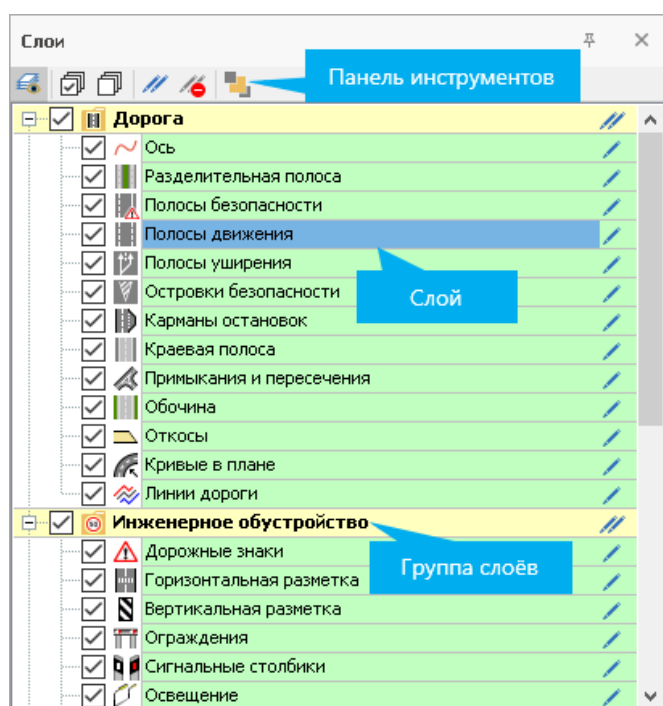 Слои
Панель инструментов
Дорога
Ось
Разделительная полоса
Полосы безопасности
Полосы движения
Полосы уширения
Островки безопасности
Слой
Карманы остановок
Краевая полоса
Примыкания и пересечения
Обочина
Откосы
Кривые в плане
Линии дороги
Инженерное обустройство
Дорожные знаки
Группа слоёв
Горизонтальная разметка
Вертикальная разметка
Ограждения
Сигнальные столбики
Освещение